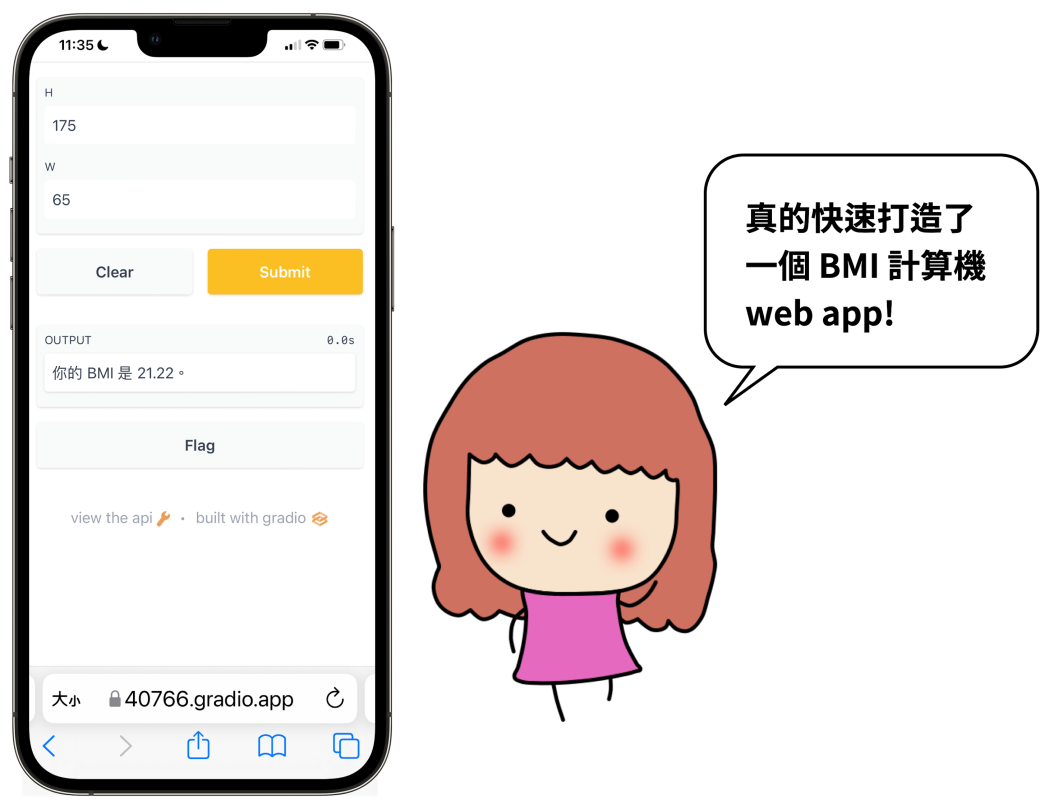 11:35
H
175
W
65
Clear
Submit
OUTPUT 0.0s
你的 BMI 是 21.22。
Flag
view the api · built with gradio
大小 40766.gradio.app
真的快速打造了
一個 BMI 計算機
web app!